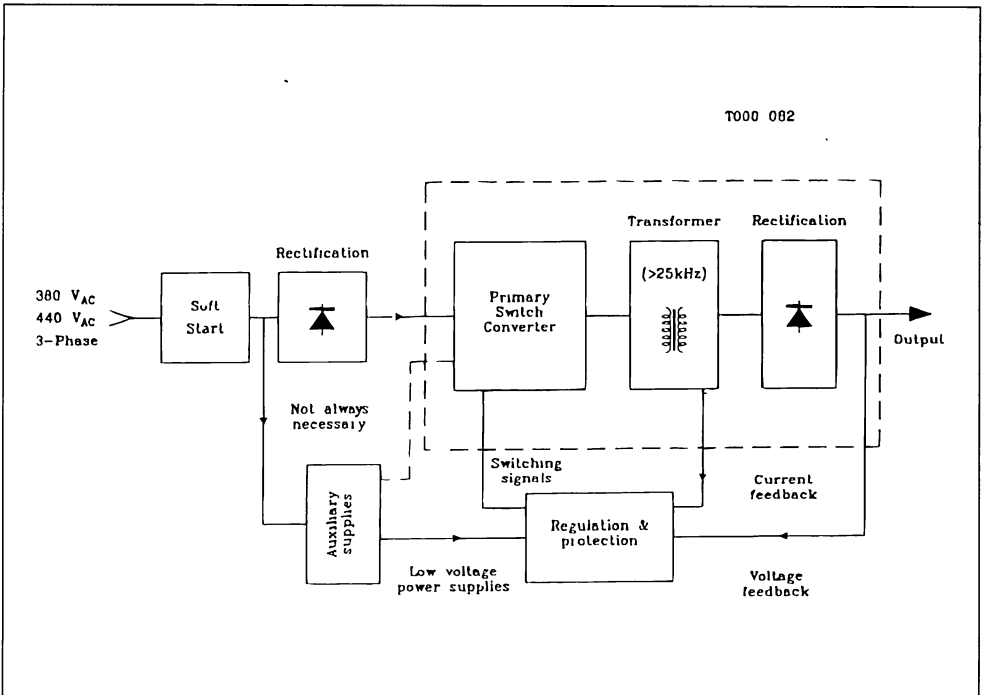 T000 082
Transformer
Rectification
Rectification
(>25kHz)
380 VAC
440 VAC
3-Phase
Soft
Start
Primary
Switch
Converter
Output
Not always
necessary
Switching
signals
Current
feedback
Auxiliary
supplies
Regulation &
protection
Low voltage
power supplies
Voltage
feedback